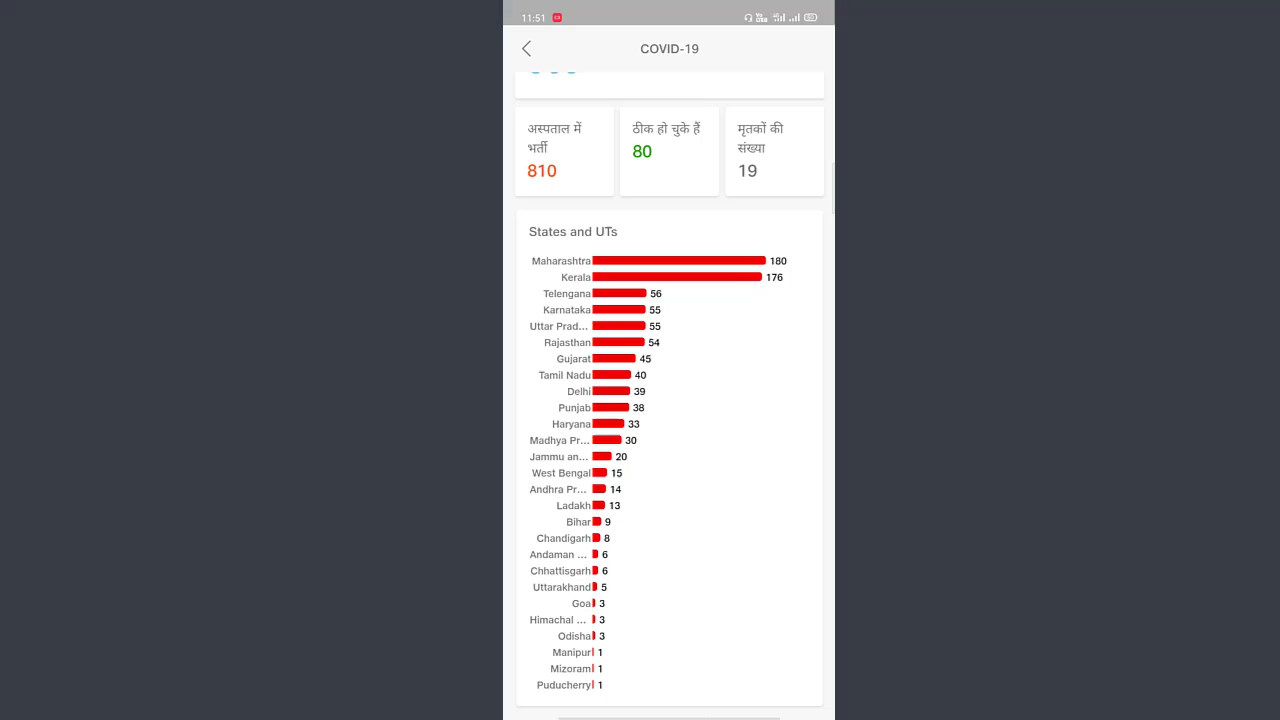 11:51
COVID-19
अस्पताल में
भर्ती
810
ठीक हो चुके हैं
80
मृतकों की
संख्या
19
States and UTs
Maharashtra 180
Kerala 176
Telengana 56
Karnataka 55
Uttar Prad... 55
Rajasthan 54
Gujarat 45
Tamil Nadu 40
Delhi 39
Punjab 38
Haryana 33
Madhya Pr... 30
Jammu an... 20
West Bengal 15
Andhra Pr... 14
Ladakh 13
Bihar 9
Chandigarh 8
Andaman ... 6
Chhattisgarh 6
Uttarakhand 5
Goa 3
Himachal ... 3
Odisha 3
Manipur 1
Mizoram 1
Puducherry 1